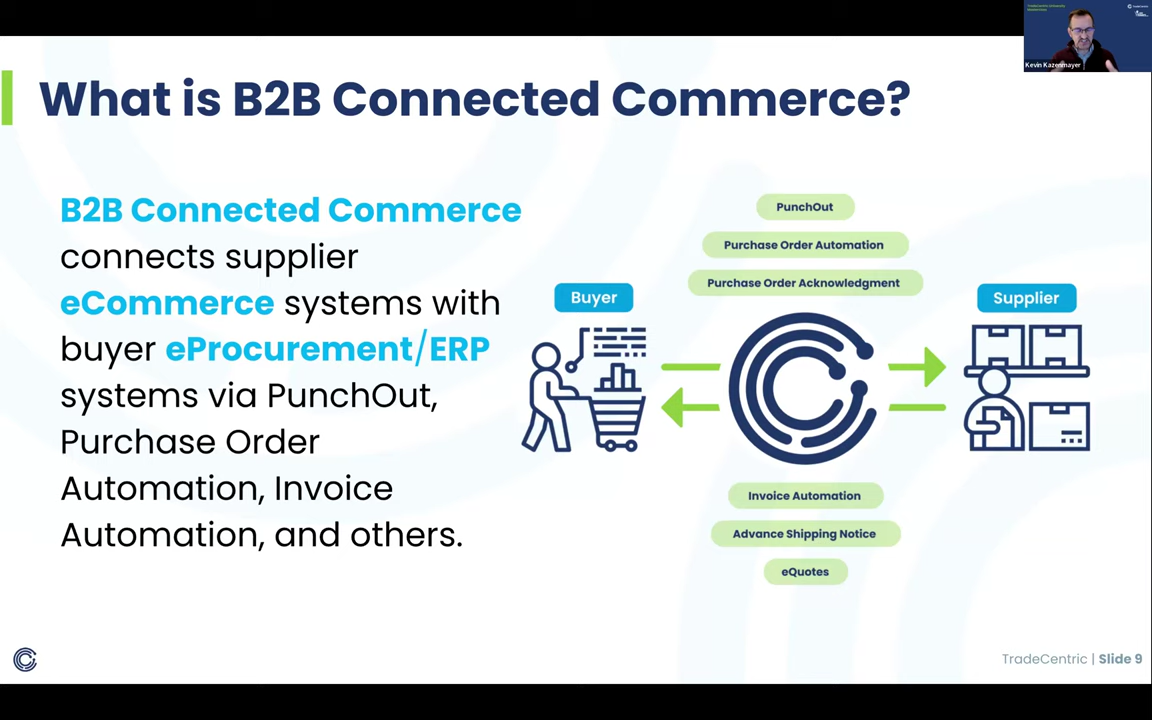 What is B2B Connected Commerce?
B2B Connected Commerce
connects supplier
eCommerce systems with
buyer eProcurement/ERP
systems via PunchOut,
Purchase Order
Automation, Invoice
Automation, and others.
PunchOut
Purchase Order Automation
Purchase Order Acknowledgment
Buyer
Supplier
Invoice Automation
Advance Shipping Notice
eQuotes
Kevin Kazenmayer
TradeCentric | Slide 9